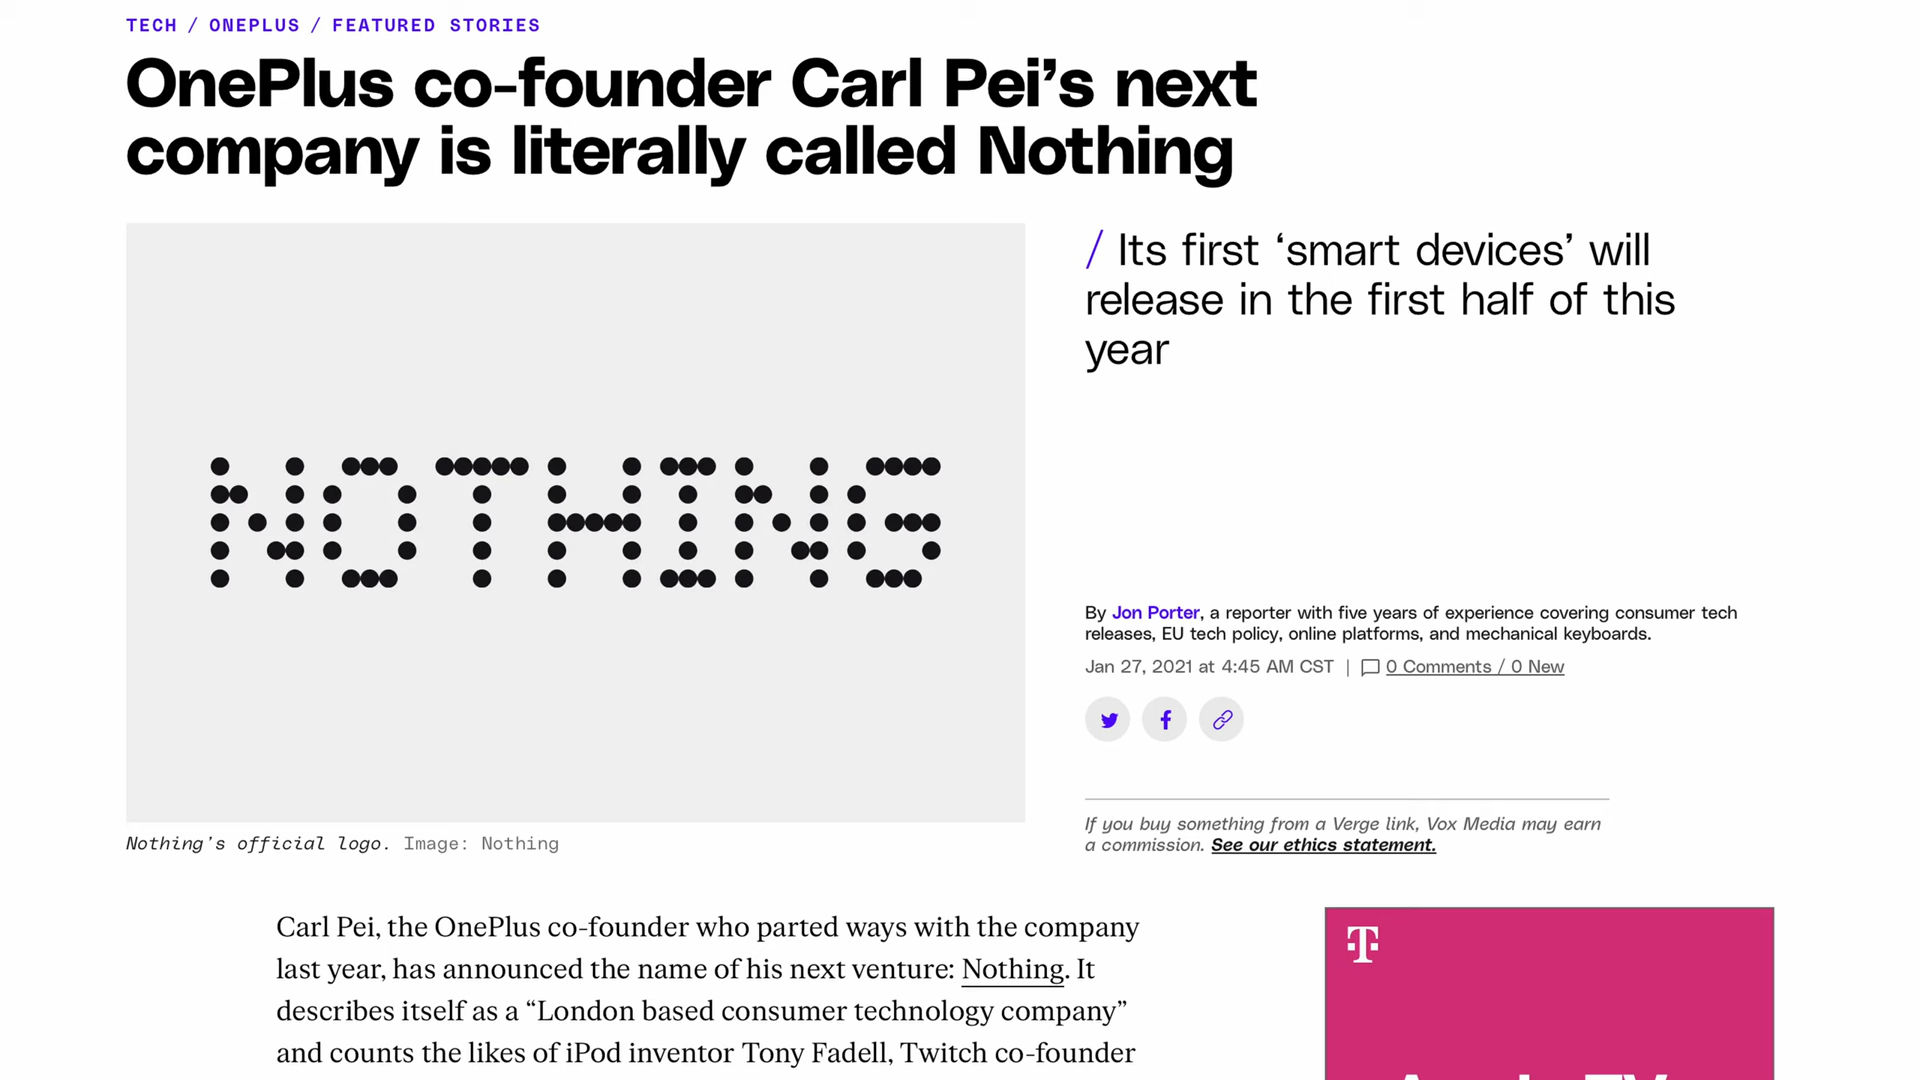 TECH / ONEPLUS / FEATURED STORIES
OnePlus co-founder Carl Pei’s next
company is literally called Nothing
/ Its first ‘smart devices’ will
release in the first half of this
year
NOTHING
By Jon Porter, a reporter with five years of experience covering consumer tech
releases, EU tech policy, online platforms, and mechanical keyboards.
Jan 27, 2021 at 4:45 AM CST | 0 Comments / 0 New
If you buy something from a Verge link, Vox Media may earn
a commission. See our ethics statement.
Nothing’s official logo. Image: Nothing
Carl Pei, the OnePlus co-founder who parted ways with the company
last year, has announced the name of his next venture: Nothing. It
describes itself as a “London based consumer technology company”
and counts the likes of iPod inventor Tony Fadell, Twitch co-founder
T